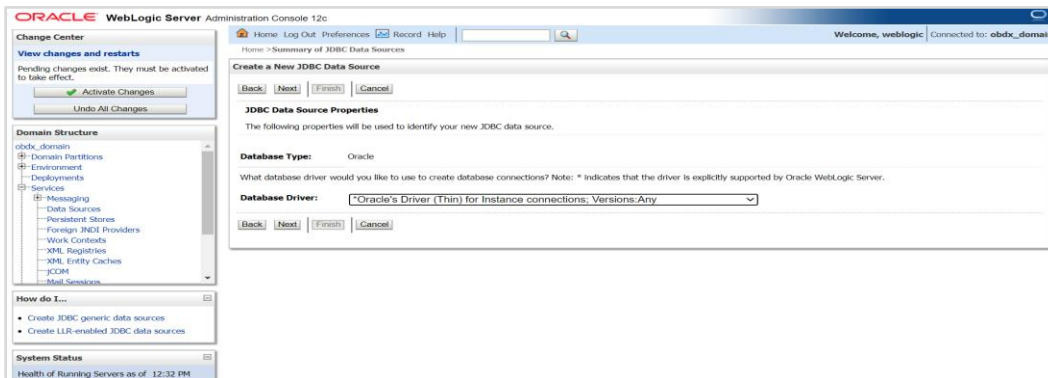 ORACLE WebLogic Server Administration Console 12c
Change Center
View changes and restarts
Pending changes exist. They must be activated
to take effect.
Activate Changes
Undo All Changes
Domain Structure
obdx_domain
Domain Partitions
Environment
Deployments
Services
Messaging
Data Sources
Persistent Stores
Foreign JNDI Providers
Work Contexts
XML Registries
XML Entity Caches
jCOM
Mail Sessions
How do I...
Create JDBC generic data sources
Create LLR-enabled JDBC data sources
System Status
Health of Running Servers as of 12:32 PM
Home Log Out Preferences Record Help
Welcome, weblogic Connected to: obdx_domai
Home >Summary of JDBC Data Sources
Create a New JDBC Data Source
Back Next Finish Cancel
JDBC Data Source Properties
The following properties will be used to identify your new JDBC data source.
Database Type: Oracle
What database driver would you like to use to create database connections? Note: * indicates that the driver is explicitly supported by Oracle WebLogic Server.
Database Driver: *Oracle's Driver (Thin) for Instance connections; Versions:Any
Back Next Finish Cancel